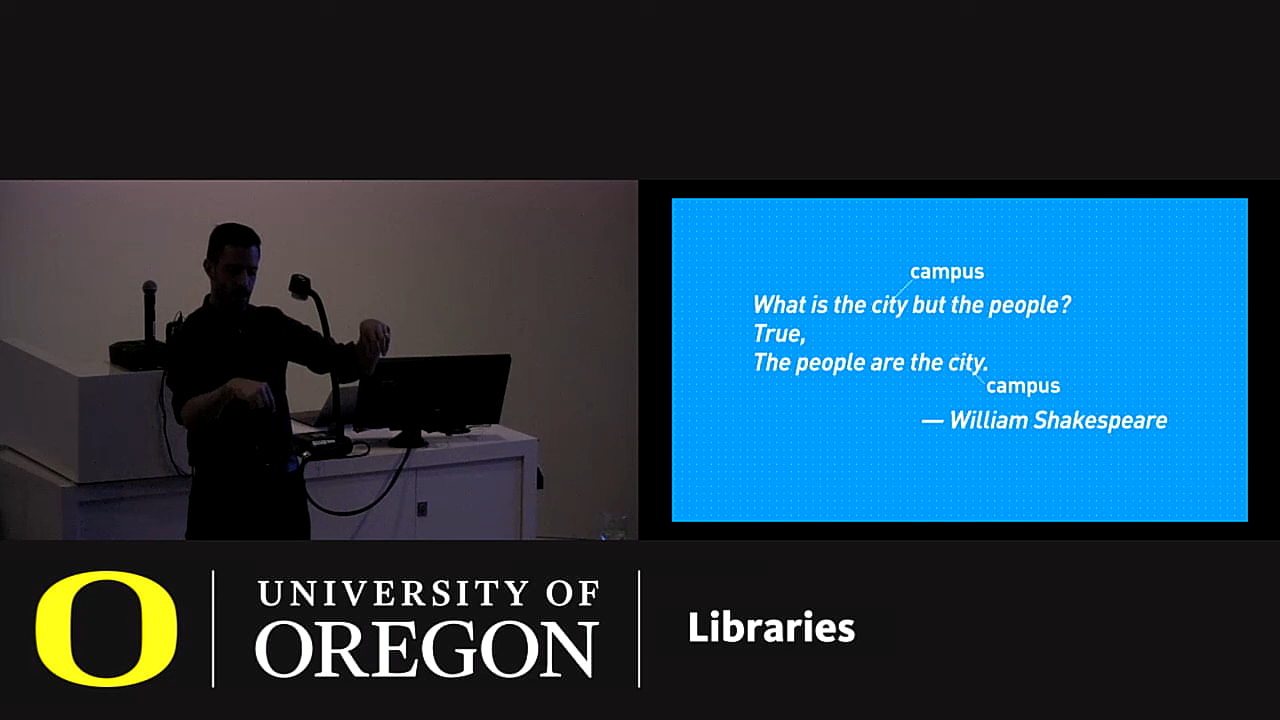 campus
What is the city but the people?
True,
The people are the city.
campus
— William Shakespeare
O
UNIVERSITY OF
OREGON
Libraries